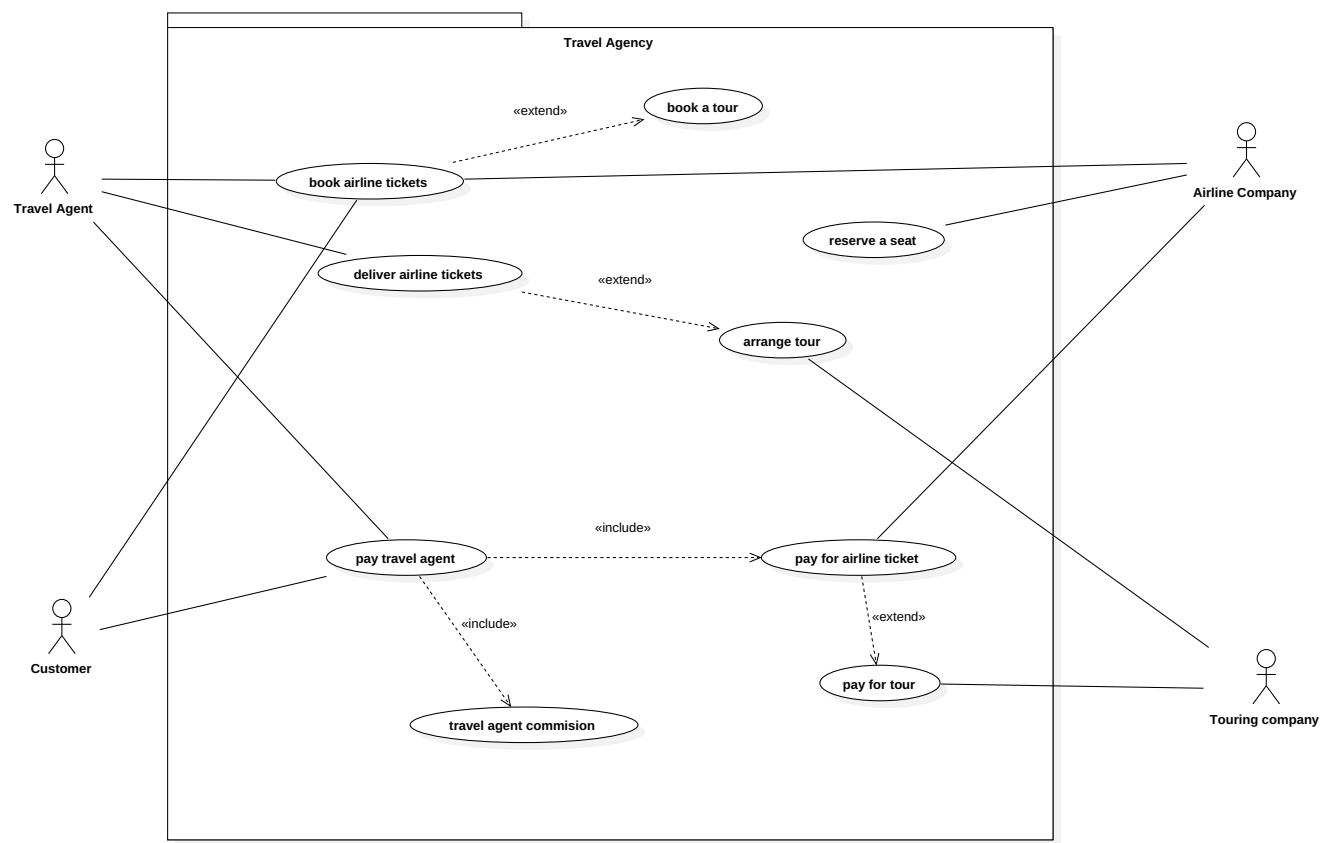 Travel Agency
«extend»
book a tour
book airline tickets
Travel Agent
Airline Company
reserve a seat
deliver airline tickets
«extend»
arrange tour
«include»
pay travel agent
pay for airline ticket
«extend»
«include»
Customer
pay for tour
Touring company
travel agent commision